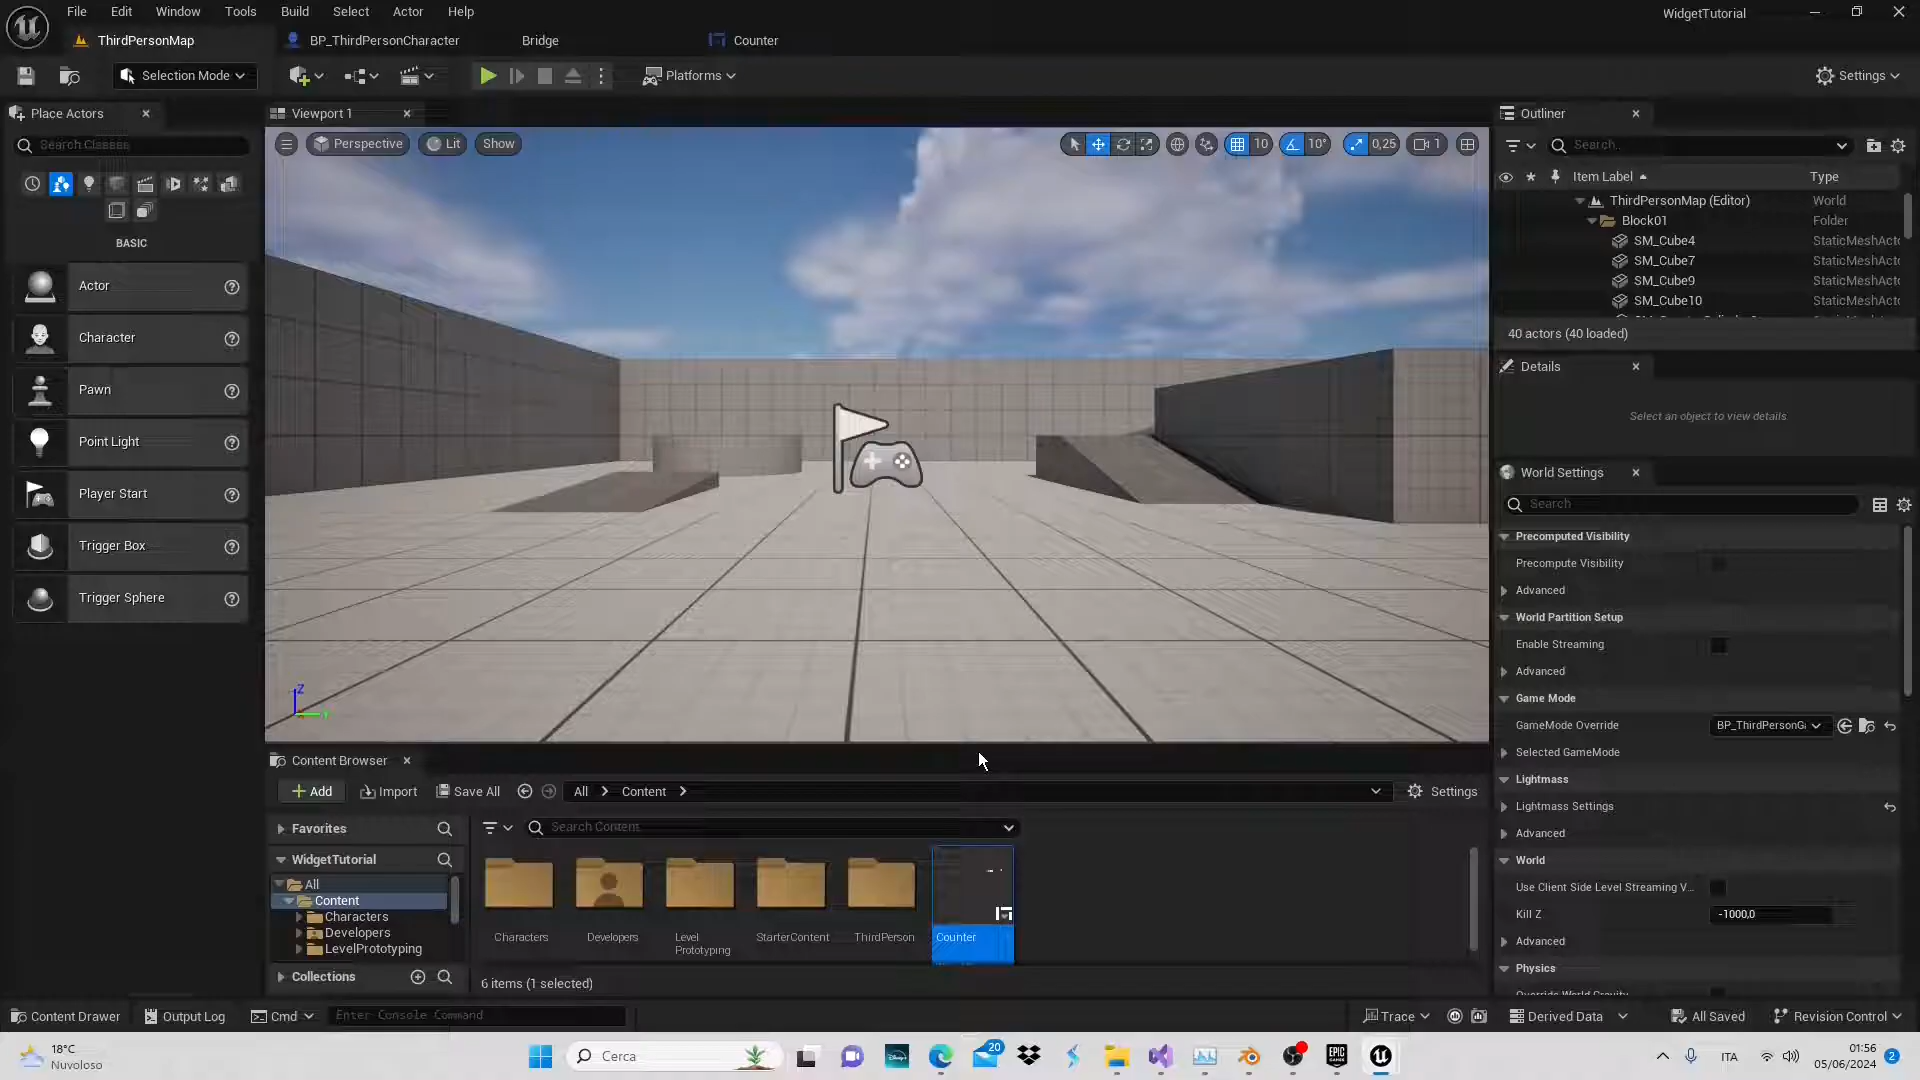 File Edit Window Tools Build Select Actor Help
WidgetTutorial
ThirdPersonMap BP_ThirdPersonCharacter Bridge Counter
Selection Mode Platforms Settings
Place Actors
Search Classes
BASIC
Actor
Character
Pawn
Point Light
Player Start
Trigger Box
Trigger Sphere
Viewport 1
Perspective Lit Show 10 10° 0,25 1
Z
Outliner
Search...
Item Label Type
ThirdPersonMap (Editor) World
Block01 Folder
SM_Cube4 StaticMeshActo
SM_Cube7 StaticMeshActo
SM_Cube9 StaticMeshActo
SM_Cube10 StaticMeshActo
40 actors (40 loaded)
Details
Select an object to view details.
World Settings
Search
Precomputed Visibility
Precompute Visibility
Advanced
World Partition Setup
Enable Streaming
Advanced
Game Mode
GameMode Override BP_ThirdPersonGa
Selected GameMode
Lightmass
Lightmass Settings
Advanced
World
Use Client Side Level Streaming V...
Kill Z -1000,0
Advanced
Physics
Override World Gravity
Content Browser
Add Import Save All All Content Settings
Favorites
WidgetTutorial
All
Content
Characters
Developers
LevelPrototyping
Collections
Search Content
Characters
Developers
Level
Prototyping
StarterContent
ThirdPerson
Counter
6 items (1 selected)
Content Drawer Output Log Cmd Enter Console Command Trace Derived Data All Saved Revision Control
18°C
Nuvoloso
Cerca
20
EPIC
GAMES
ITA
01:56
05/06/2024
2